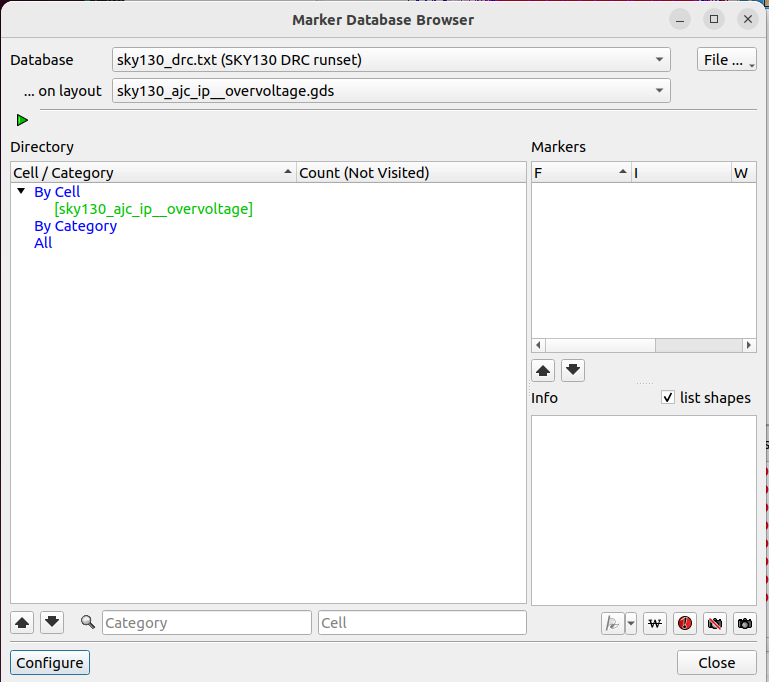 Marker Database Browser
Database
sky130_drc.txt (SKY130 DRC runset)
File ...
... on layout
sky130_ajc_ip__overvoltage.gds
Directory
Markers
Cell / Category
Count (Not Visited)
F
I
W
By Cell
[sky130_ajc_ip__overvoltage]
By Category
All
Info
list shapes
Category
Cell
W
Configure
Close